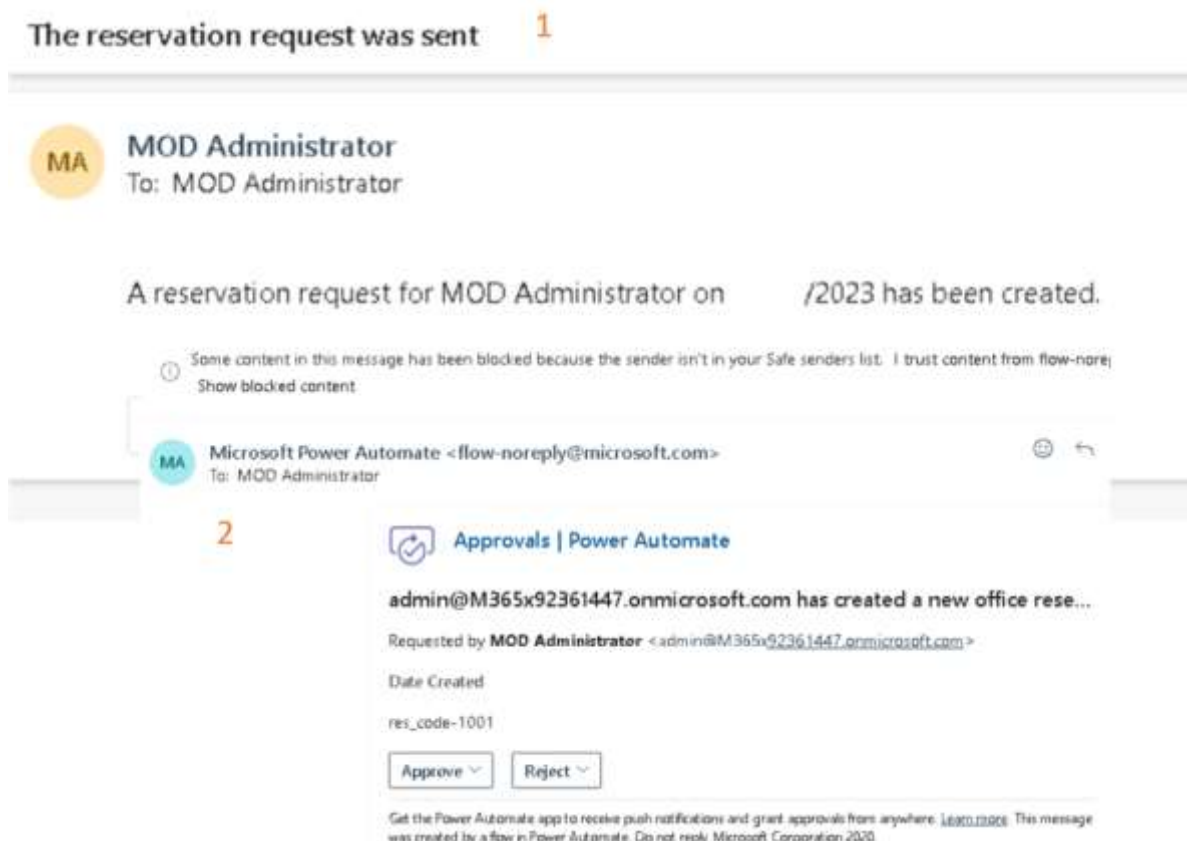 The reservation request was sent 1
MA
MOD Administrator
To: MOD Administrator
A reservation request for MOD Administrator on /2023 has been created.
Some content in this message has been blocked because the sender isn't in your Safe senders list. I trust content from flow-norep
Show blocked content
MA
Microsoft Power Automate <flow-noreply@microsoft.com>
To: MOD Administrator
2
Approvals | Power Automate
admin@M365x92361447.onmicrosoft.com has created a new office rese...
Requested by MOD Administrator <admin@M365x92361447.onmicrosoft.com>
Date Created
res_code-1001
Approve
Reject
Get the Power Automate app to receive push notifications and grant approvals from anywhere. Learn more. This message
was created by a flow in Power Automate. Do not reply. Microsoft Corporation 2020.